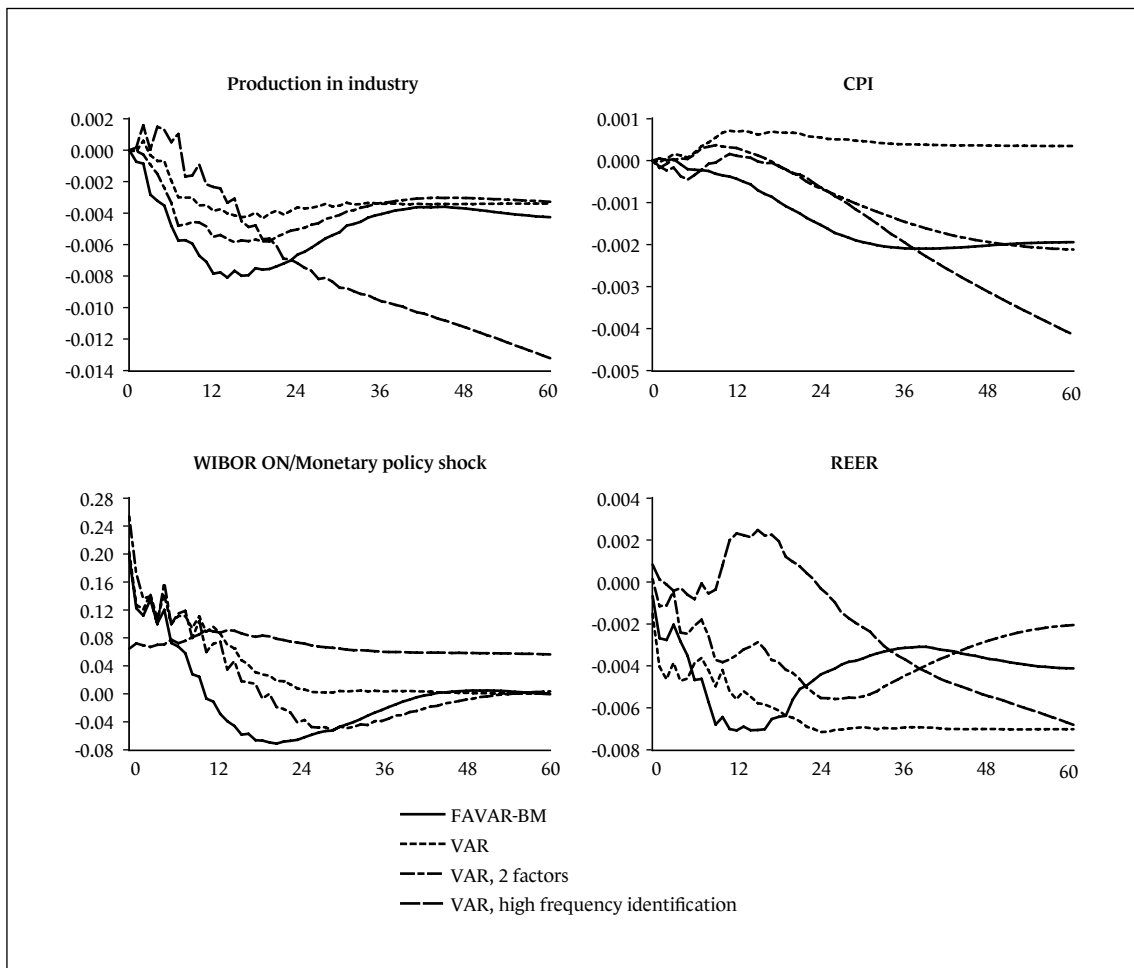 Production in industry
0.002
0.000
-0.002
-0.004
-0.006
-0.008
-0.010
-0.012
-0.014
0 12 24 36 48 60
CPI
0.001
0.000
-0.001
-0.002
-0.003
-0.004
-0.005
0 12 24 36 48 60
WIBOR ON/Monetary policy shock
0.28
0.24
0.20
0.16
0.12
0.08
0.04
0.00
-0.04
-0.08
0 12 24 36 48 60
REER
0.004
0.002
0.000
-0.002
-0.004
-0.006
-0.008
0 12 24 36 48 60
FAVAR-BM
VAR
VAR, 2 factors
VAR, high frequency identification